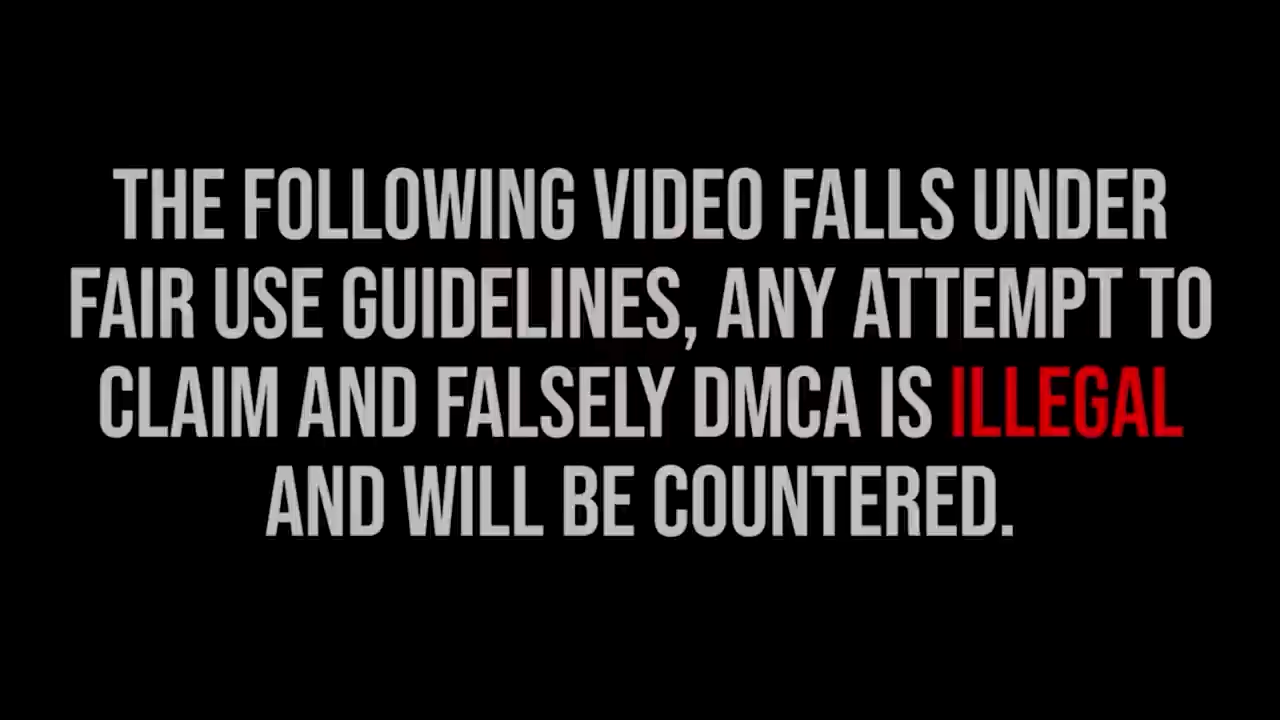 THE FOLLOWING VIDEO FALLS UNDER
FAIR USE GUIDELINES, ANY ATTEMPT TO
CLAIM AND FALSELY DMCA IS ILLEGAL
AND WILL BE COUNTERED.